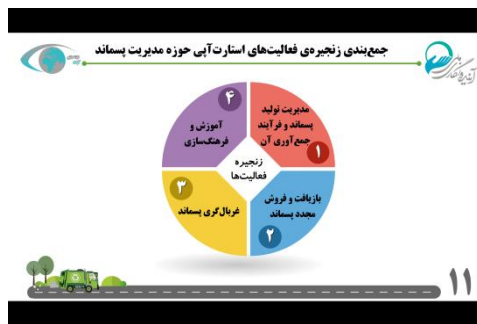 جمع‌بندی زنجیره‌ی فعالیت‌های استارت‌آپی حوزه مدیریت پسماند
مدیریت تولید
پسماند و فرآیند
جمع‌آوری آن
۱
بازیافت و فروش
مجدد پسماند
۲
غربال‌گری پسماند
۳
آموزش و
فرهنگ‌سازی
۴
زنجیره
فعالیت‌ها
۱۱